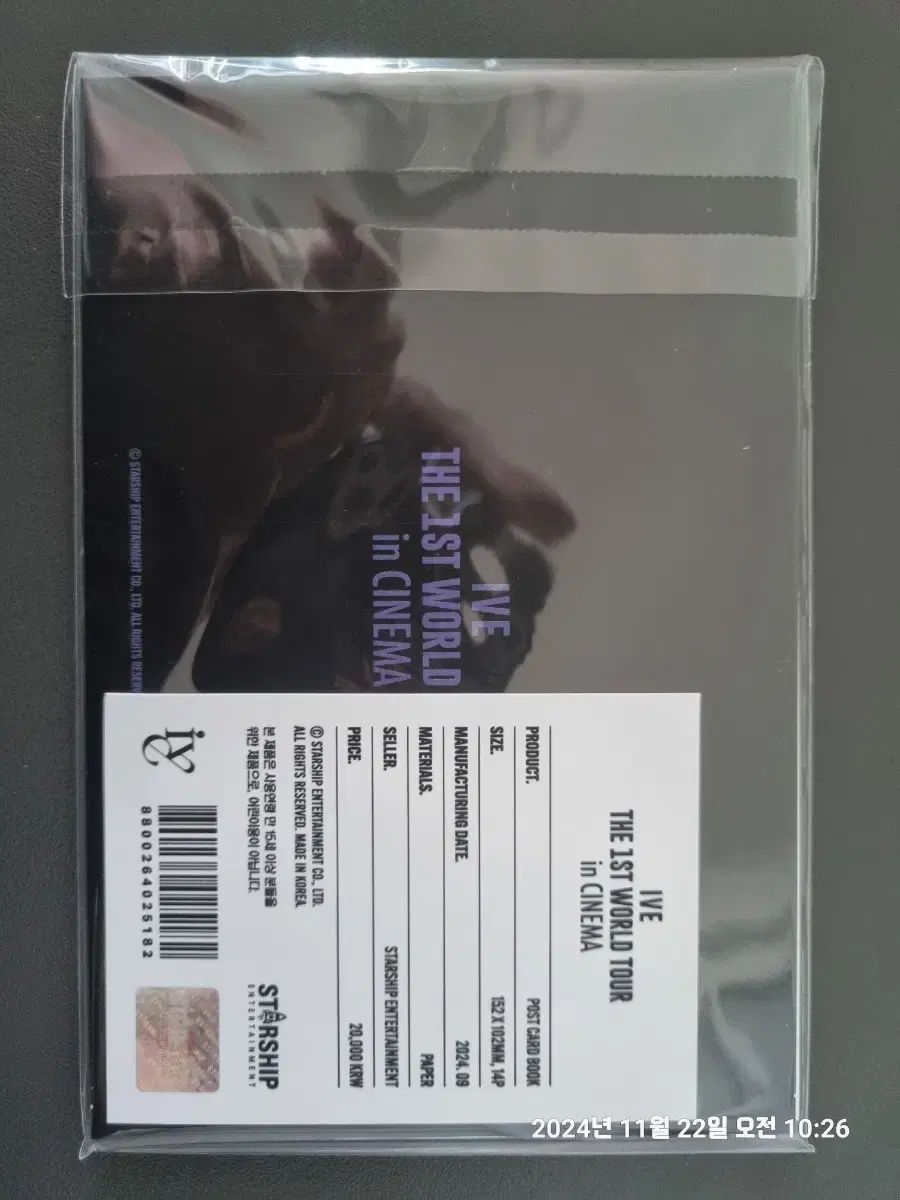 IVE
THE 1ST WORLD
in CINEMA
© STARSHIP ENTERTAINMENT CO., LTD. ALL RIGHTS RESERV
IVE
THE 1ST WORLD TOUR
in CINEMA
PRODUCT. POST CARD BOOK
SIZE. 152 X 102MM, 14P
MANUFACTURING DATE. 2024. 09
MATERIALS. PAPER
SELLER. STARSHIP ENTERTAINMENT
PRICE. 20,000 KRW
© STARSHIP ENTERTAINMENT CO., LTD.
ALL RIGHTS RESERVED. MADE IN KOREA.
본 제품은 사용연령 만 15세 이상 분들을
위한 제품으로, 어린이용이 아닙니다.
STARSHIP
ENTERTAINMENT
8800264025182
2024년 11월 22일 오전 10:26